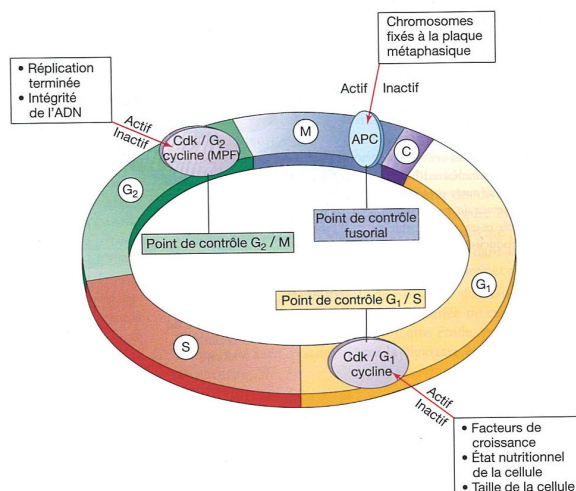 Chromosomes
fixés à la plaque
métaphasique
Actif
Inactif
• Réplication
terminée
• Intégrité
de l'ADN
Actif
Inactif
Cdk / G₂
cycline (MPF)
M
APC
C
G₂
Point de contrôle G₂ / M
Point de contrôle
fusorial
G₁
Point de contrôle G₁ / S
S
Cdk / G₁
cycline
Actif
Inactif
• Facteurs de
croissance
• État nutritionnel
de la cellule
• Taille de la cellule